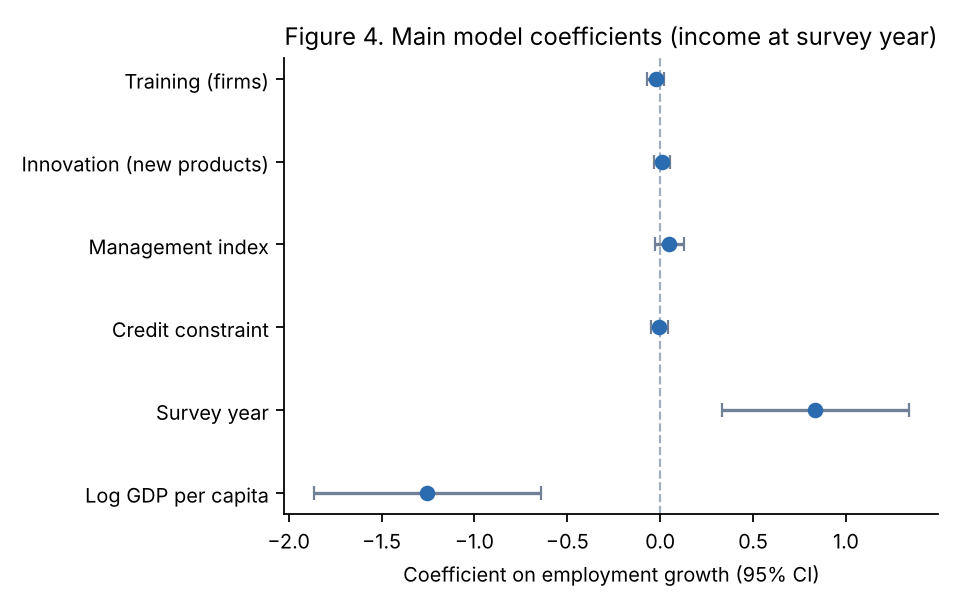 Figure 4. Main model coefficients (income at survey year)
Training (firms)
Innovation (new products)
Management index
Credit constraint
Survey year
Log GDP per capita
−2.0 −1.5 −1.0 −0.5 0.0 0.5 1.0
Coefficient on employment growth (95% CI)